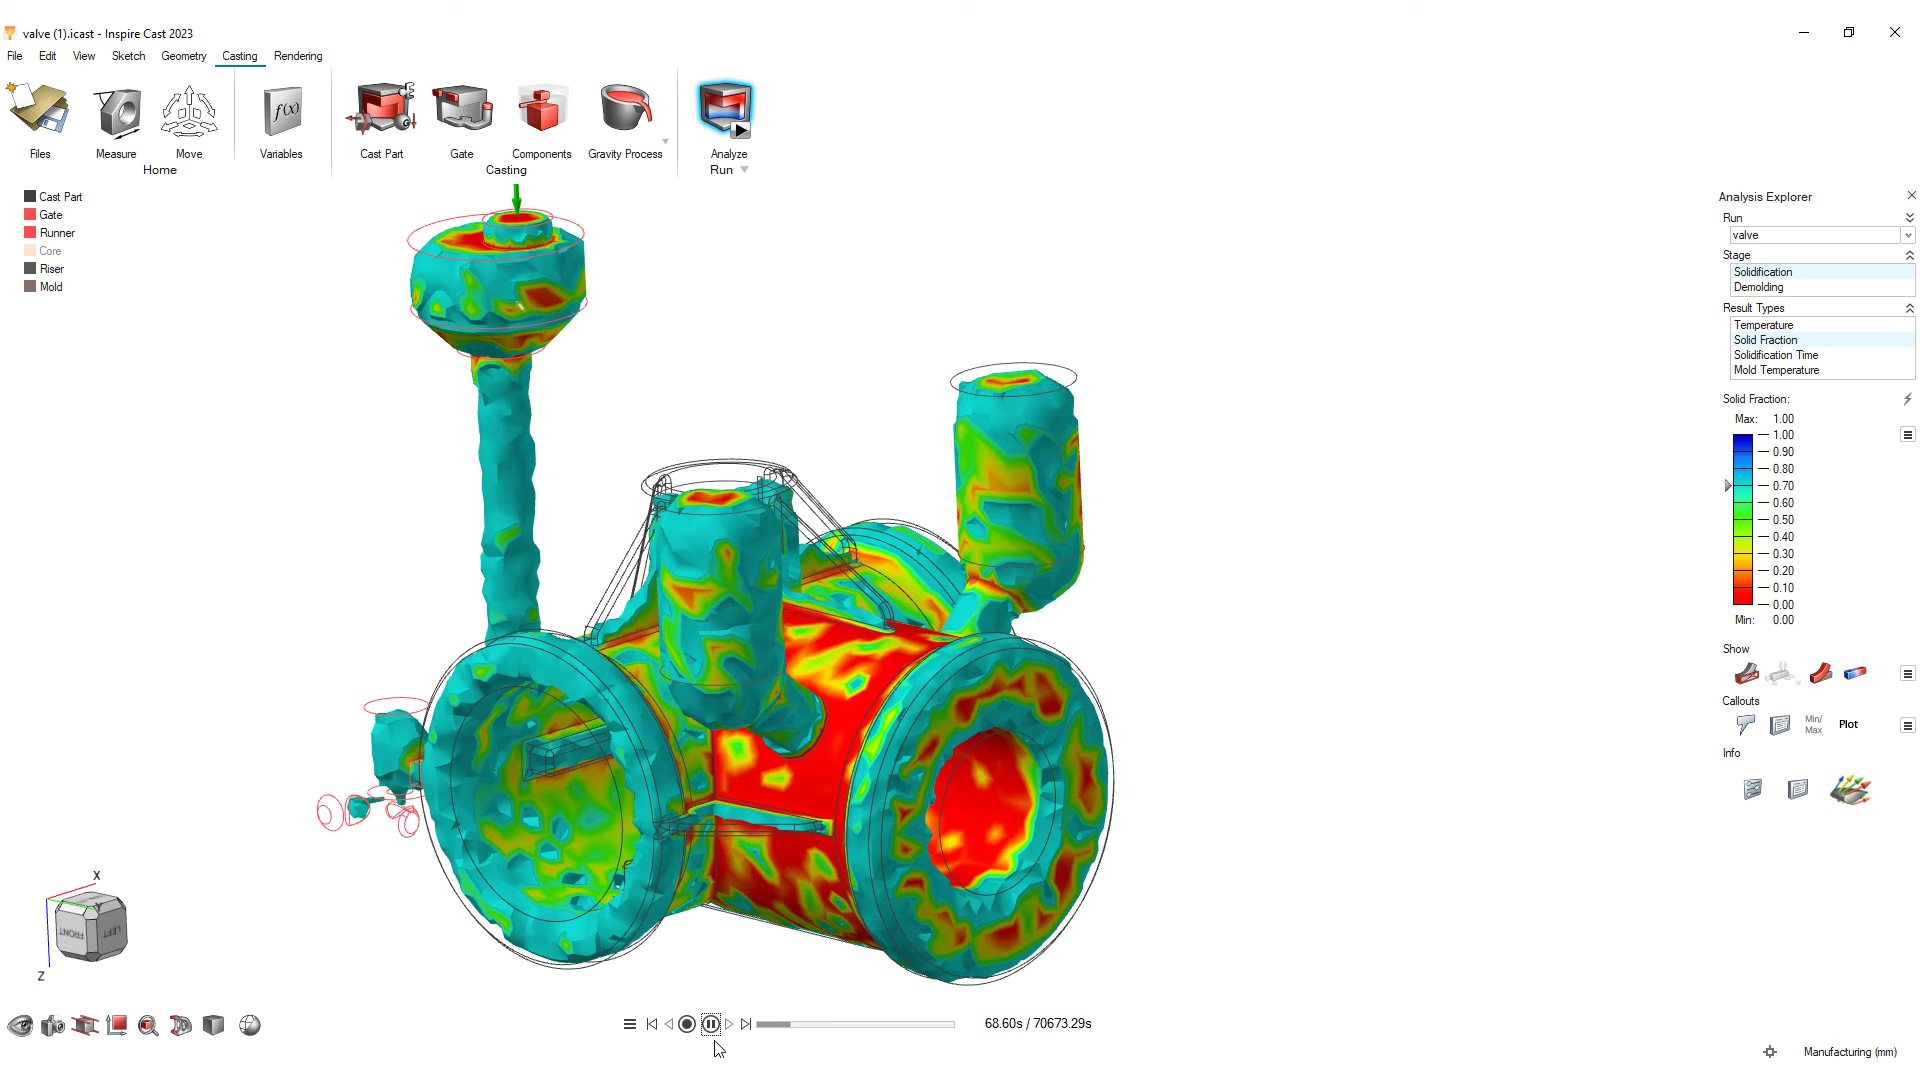 valve (1).icast - Inspire Cast 2023
File Edit View Sketch Geometry Casting Rendering
f(x)
Files Measure Move Variables Cast Part Gate Components Gravity Process Analyze
Home Casting Run
Cast Part
Gate
Runner
Core
Riser
Mold
Analysis Explorer
Run
valve
Stage
Solidification
Demolding
Result Types
Temperature
Solid Fraction
Solidification Time
Mold Temperature
Solid Fraction:
Max: 1.00
1.00
0.90
0.80
0.70
0.60
0.50
0.40
0.30
0.20
0.10
0.00
Min: 0.00
Show
Callouts
Min/
Max
Plot
Info
X
Y
FRONT LEFT
Z
68.60s / 70673.29s
Manufacturing (mm)